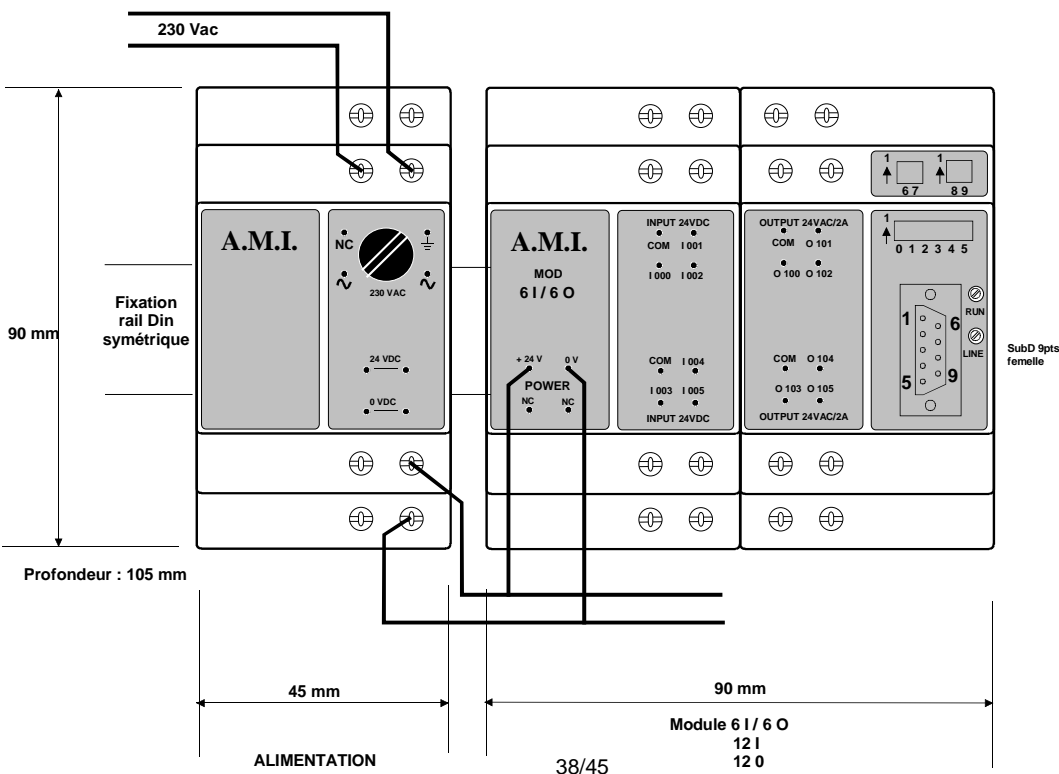 230 Vac
90 mm
Fixation
rail Din
symétrique
Profondeur : 105 mm
A.M.I.
NC
230 VAC
24 VDC
0 VDC
A.M.I.
MOD
6 I / 6 O
+ 24 V 0 V
POWER
NC NC
INPUT 24VDC
COM I 001
I 000 I 002
COM I 004
I 003 I 005
INPUT 24VDC
OUTPUT 24VAC/2A
COM O 101
O 100 O 102
COM O 104
O 103 O 105
OUTPUT 24VAC/2A
1 1
6 7 8 9
1
0 1 2 3 4 5
1 6
5 9
RUN
LINE
SubD 9pts
femelle
45 mm
ALIMENTATION
90 mm
Module 6 I / 6 O
12 I
12 0
38/45